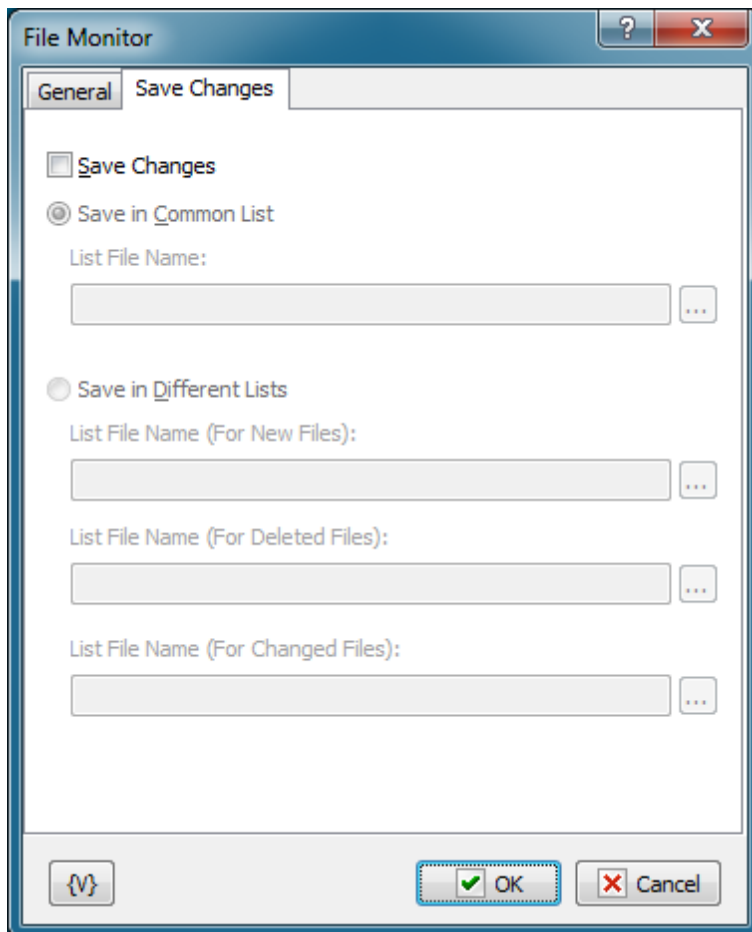 File Monitor
?
X
General
Save Changes
Save Changes
Save in Common List
List File Name:
...
Save in Different Lists
List File Name (For New Files):
...
List File Name (For Deleted Files):
...
List File Name (For Changed Files):
...
{V}
OK
Cancel